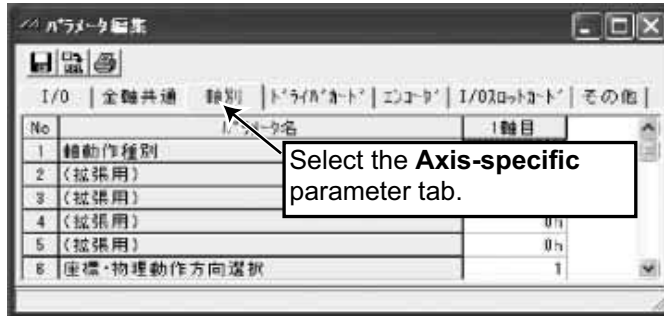 パラメータ編集
I/O 全軸共通 軸別 ドライバカード エンコーダ I/Oスロットカード その他
No パラメータ名 1軸目
1 軸動作種別
2 (拡張用)
3 (拡張用)
4 (拡張用) 0h
5 (拡張用) 0h
6 座標・物理動作方向選択 1
Select the Axis-specific
parameter tab.